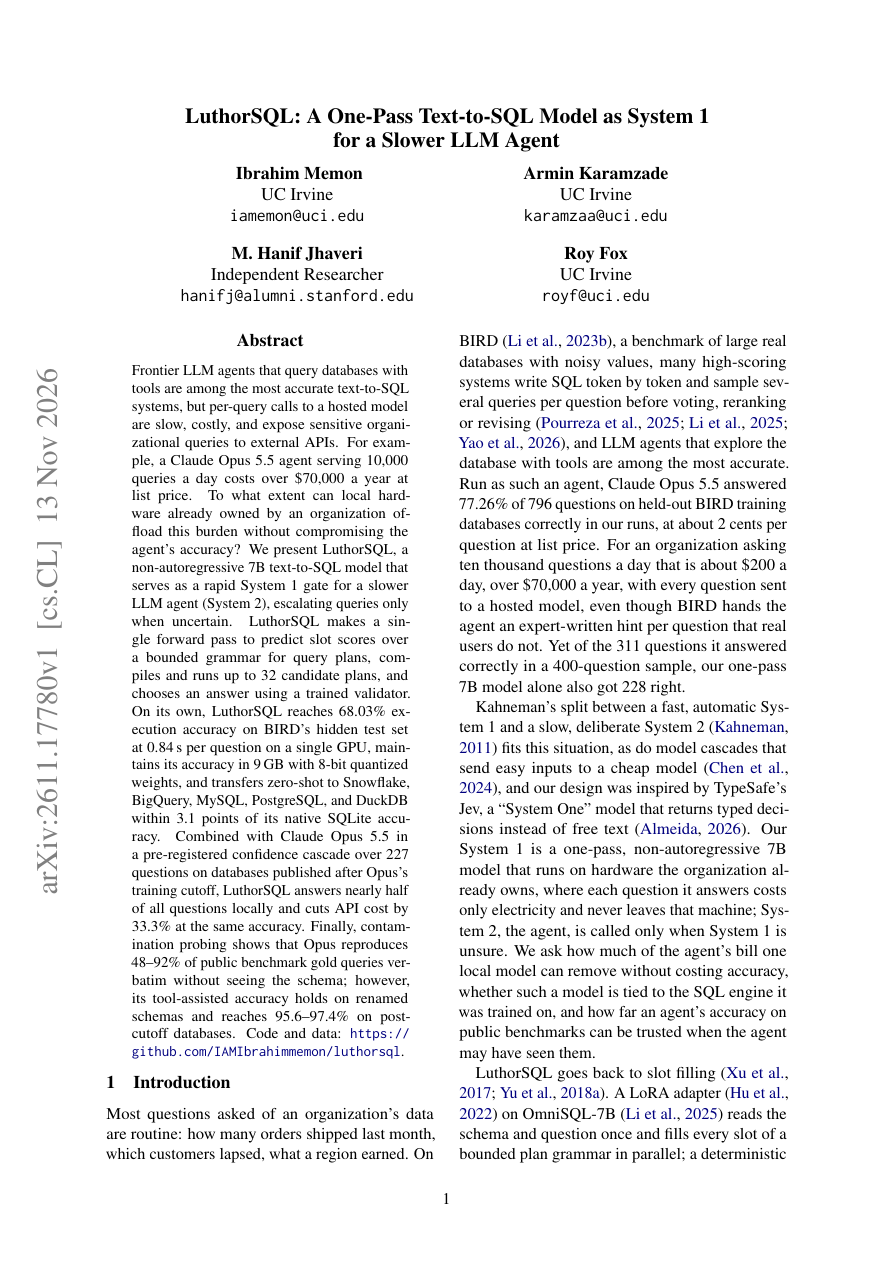 LuthorSQL: A One-Pass Text-to-SQL Model as System 1
for a Slower LLM Agent
Ibrahim Memon
UC Irvine
iamemon@uci.edu
Armin Karamzade
UC Irvine
karamzaa@uci.edu
M. Hanif Jhaveri
Independent Researcher
hanifj@alumni.stanford.edu
Roy Fox
UC Irvine
royf@uci.edu
arXiv:2611.17780v1 [cs.CL] 13 Nov 2026
Abstract
Frontier LLM agents that query databases with
tools are among the most accurate text-to-SQL
systems, but per-query calls to a hosted model
are slow, costly, and expose sensitive organi-
zational queries to external APIs. For exam-
ple, a Claude Opus 5.5 agent serving 10,000
queries a day costs over $70,000 a year at
list price. To what extent can local hard-
ware already owned by an organization of-
fload this burden without compromising the
agent's accuracy? We present LuthorSQL, a
non-autoregressive 7B text-to-SQL model that
serves as a rapid System 1 gate for a slower
LLM agent (System 2), escalating queries only
when uncertain. LuthorSQL makes a sin-
gle forward pass to predict slot scores over
a bounded grammar for query plans, com-
piles and runs up to 32 candidate plans, and
chooses an answer using a trained validator.
On its own, LuthorSQL reaches 68.03% ex-
ecution accuracy on BIRD's hidden test set
at 0.84 s per question on a single GPU, main-
tains its accuracy in 9 GB with 8-bit quantized
weights, and transfers zero-shot to Snowflake,
BigQuery, MySQL, PostgreSQL, and DuckDB
within 3.1 points of its native SQLite accu-
racy. Combined with Claude Opus 5.5 in
a pre-registered confidence cascade over 227
questions on databases published after Opus's
training cutoff, LuthorSQL answers nearly half
of all questions locally and cuts API cost by
33.3% at the same accuracy. Finally, contam-
ination probing shows that Opus reproduces
48–92% of public benchmark gold queries ver-
batim without seeing the schema; however,
its tool-assisted accuracy holds on renamed
schemas and reaches 95.6–97.4% on post-
cutoff databases. Code and data: https://
github.com/IAMIbrahimmemon/luthorsql.
1 Introduction
Most questions asked of an organization's data
are routine: how many orders shipped last month,
which customers lapsed, what a region earned. On
BIRD (Li et al., 2023b), a benchmark of large real
databases with noisy values, many high-scoring
systems write SQL token by token and sample sev-
eral queries per question before voting, reranking
or revising (Pourreza et al., 2025; Li et al., 2025;
Yao et al., 2026), and LLM agents that explore the
database with tools are among the most accurate.
Run as such an agent, Claude Opus 5.5 answered
77.26% of 796 questions on held-out BIRD training
databases correctly in our runs, at about 2 cents per
question at list price. For an organization asking
ten thousand questions a day that is about $200 a
day, over $70,000 a year, with every question sent
to a hosted model, even though BIRD hands the
agent an expert-written hint per question that real
users do not. Yet of the 311 questions it answered
correctly in a 400-question sample, our one-pass
7B model alone also got 228 right.
Kahneman's split between a fast, automatic Sys-
tem 1 and a slow, deliberate System 2 (Kahneman,
2011) fits this situation, as do model cascades that
send easy inputs to a cheap model (Chen et al.,
2024), and our design was inspired by TypeSafe's
Jev, a “System One” model that returns typed deci-
sions instead of free text (Almeida, 2026). Our
System 1 is a one-pass, non-autoregressive 7B
model that runs on hardware the organization al-
ready owns, where each question it answers costs
only electricity and never leaves that machine; Sys-
tem 2, the agent, is called only when System 1 is
unsure. We ask how much of the agent's bill one
local model can remove without costing accuracy,
whether such a model is tied to the SQL engine it
was trained on, and how far an agent's accuracy on
public benchmarks can be trusted when the agent
may have seen them.
LuthorSQL goes back to slot filling (Xu et al.,
2017; Yu et al., 2018a). A LoRA adapter (Hu et al.,
2022) on OmniSQL-7B (Li et al., 2025) reads the
schema and question once and fills every slot of a
bounded plan grammar in parallel; a deterministic
1